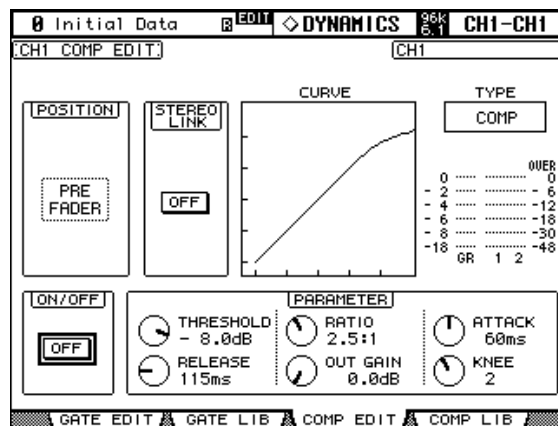 0 Initial Data EDIT DYNAMICS 96k 6.1 CH1-CH1
CH1 COMP EDIT CH1
CURVE TYPE
POSITION STEREO LINK COMP
PRE FADER OFF
OVER
0 0
- 2 - 6
- 4 -12
- 6 -18
- 8 -30
-18 -48
GR 1 2
ON/OFF PARAMETER
OFF
THRESHOLD - 8.0dB RATIO 2.5:1 ATTACK 60ms
RELEASE 115ms OUT GAIN 0.0dB KNEE 2
GATE EDIT GATE LIB COMP EDIT COMP LIB